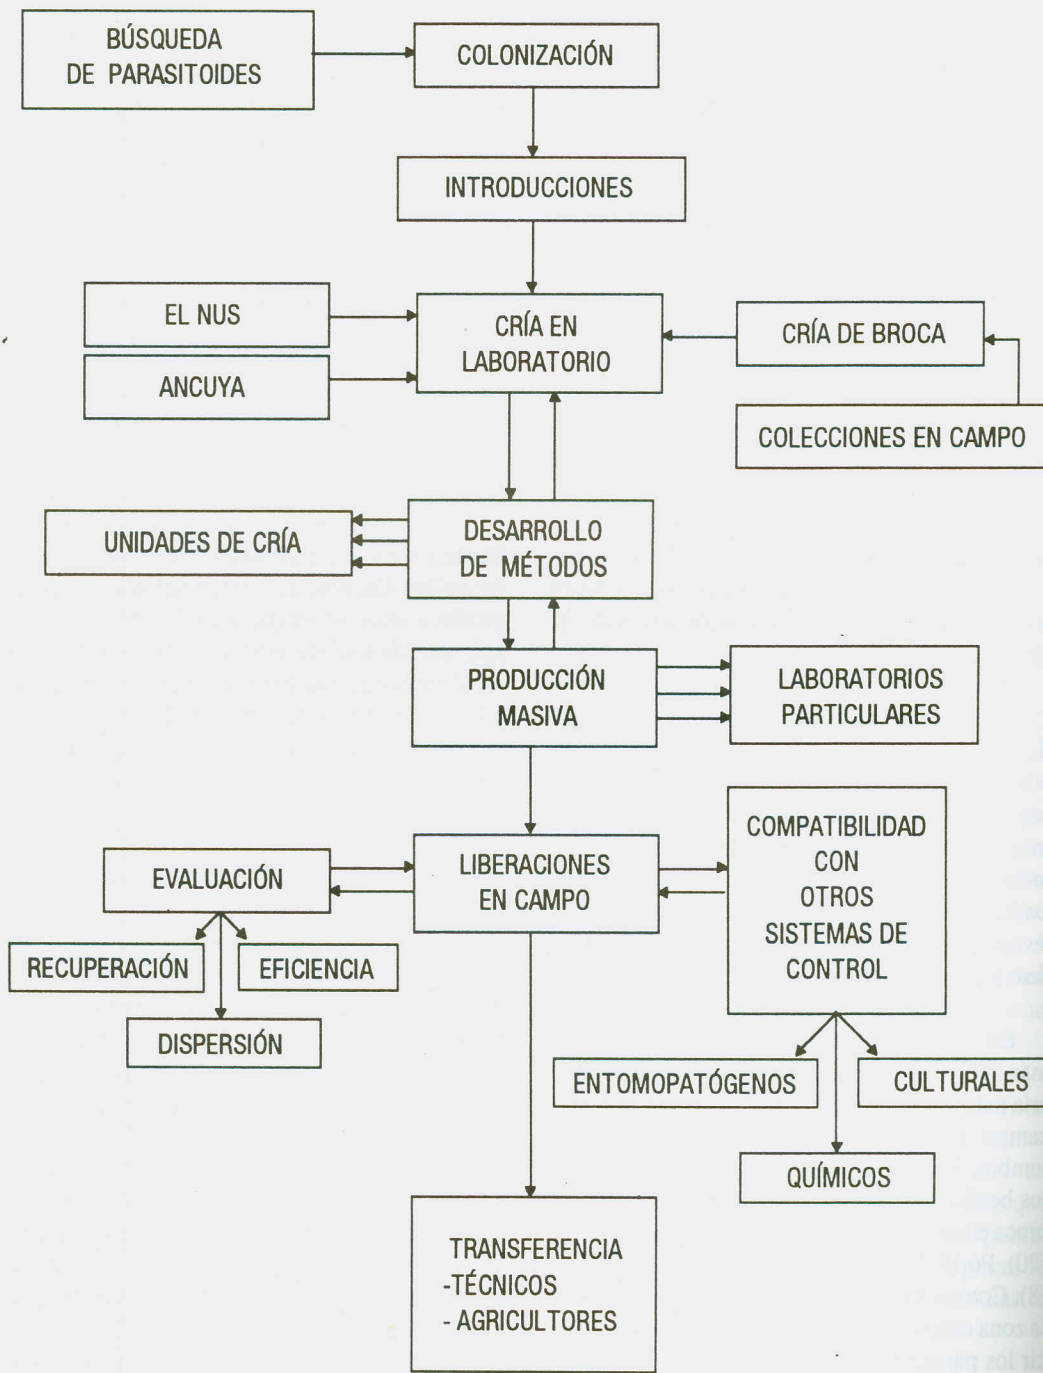 BÚSQUEDA
DE PARASITOIDES
COLONIZACIÓN
INTRODUCCIONES
EL NUS
ANCUYA
CRÍA EN
LABORATORIO
CRÍA DE BROCA
COLECCIONES EN CAMPO
UNIDADES DE CRÍA
DESARROLLO
DE MÉTODOS
PRODUCCIÓN
MASIVA
LABORATORIOS
PARTICULARES
EVALUACIÓN
LIBERACIONES
EN CAMPO
COMPATIBILIDAD
CON
OTROS
SISTEMAS DE
CONTROL
RECUPERACIÓN
EFICIENCIA
DISPERSIÓN
ENTOMOPATÓGENOS
CULTURALES
QUÍMICOS
TRANSFERENCIA
-TÉCNICOS
- AGRICULTORES